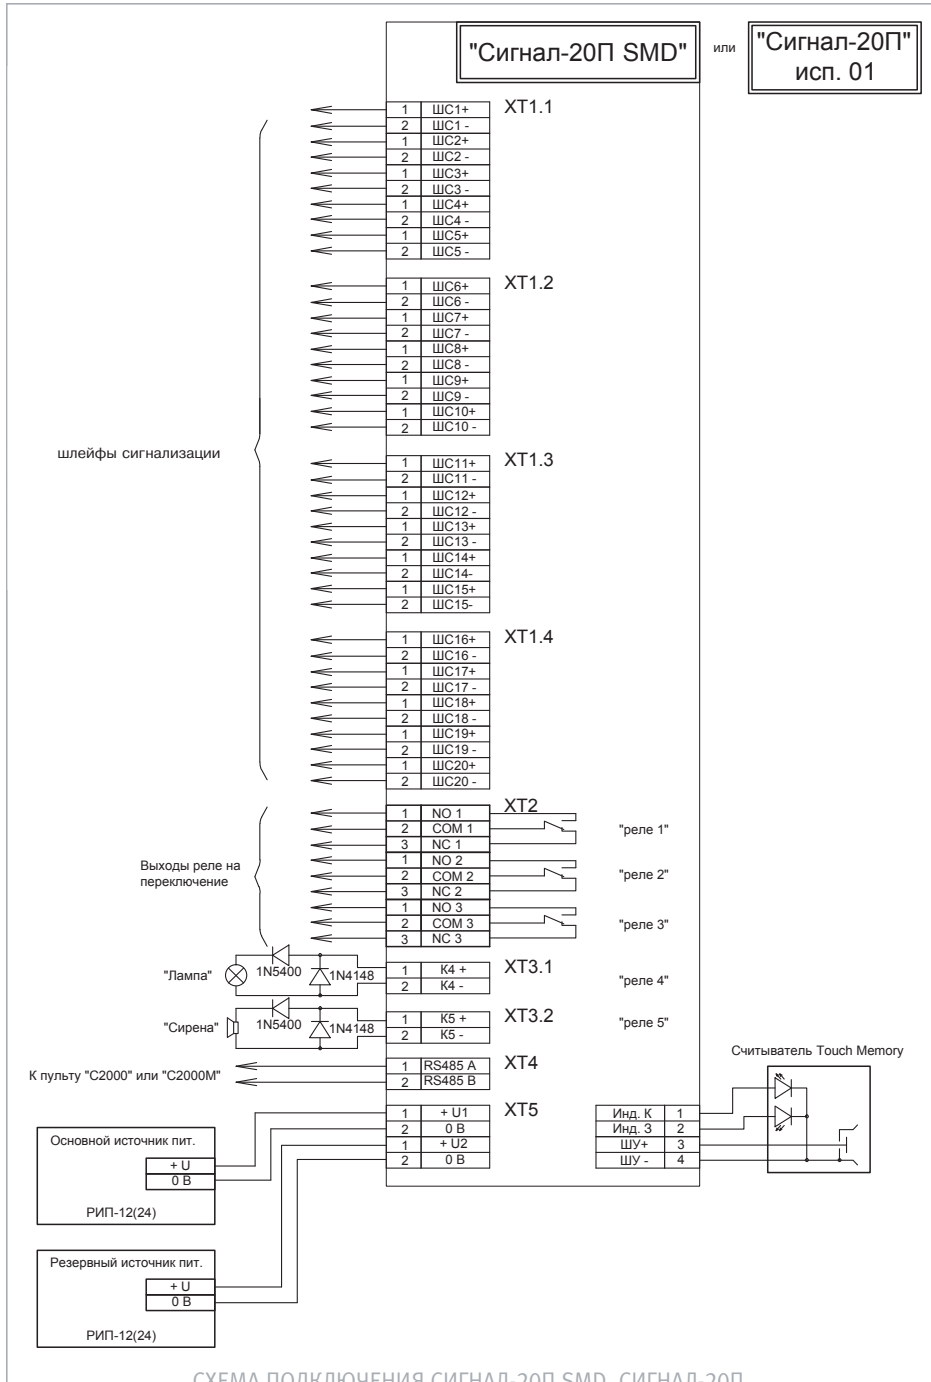 "Сигнал-20П SMD" или "Сигнал-20П" исп. 01
XT1.1
1 ШС1+
2 ШС1 -
1 ШС2+
2 ШС2 -
1 ШС3+
2 ШС3 -
1 ШС4+
2 ШС4 -
1 ШС5+
2 ШС5 -
XT1.2
1 ШС6+
2 ШС6 -
1 ШС7+
2 ШС7 -
1 ШС8+
2 ШС8 -
1 ШС9+
2 ШС9 -
1 ШС10+
2 ШС10 -
шлейфы сигнализации
XT1.3
1 ШС11+
2 ШС11 -
1 ШС12+
2 ШС12 -
1 ШС13+
2 ШС13 -
1 ШС14+
2 ШС14-
1 ШС15+
2 ШС15-
XT1.4
1 ШС16+
2 ШС16 -
1 ШС17+
2 ШС17 -
1 ШС18+
2 ШС18 -
1 ШС19+
2 ШС19 -
1 ШС20+
2 ШС20 -
XT2
1 NO 1
2 COM 1 "реле 1"
3 NC 1
1 NO 2
Выходы реле на
переключение
2 COM 2 "реле 2"
3 NC 2
1 NO 3
2 COM 3 "реле 3"
3 NC 3
"Лампа" 1N5400 1N4148
XT3.1
1 К4 +
2 К4 -
"реле 4"
"Сирена" 1N5400 1N4148
XT3.2
1 К5 +
2 К5 -
"реле 5"
К пульту "С2000" или "С2000М"
XT4
1 RS485 A
2 RS485 B
XT5
1 + U1
2 0 В
1 + U2
2 0 В
Считыватель Touch Memory
Инд. К 1
Инд. З 2
ШУ+ 3
ШУ - 4
Основной источник пит.
+ U
0 В
РИП-12(24)
Резервный источник пит.
+ U
0 В
РИП-12(24)
СХЕМА ПОДКЛЮЧЕНИЯ СИГНАЛ-20П SMD, СИГНАЛ-20П